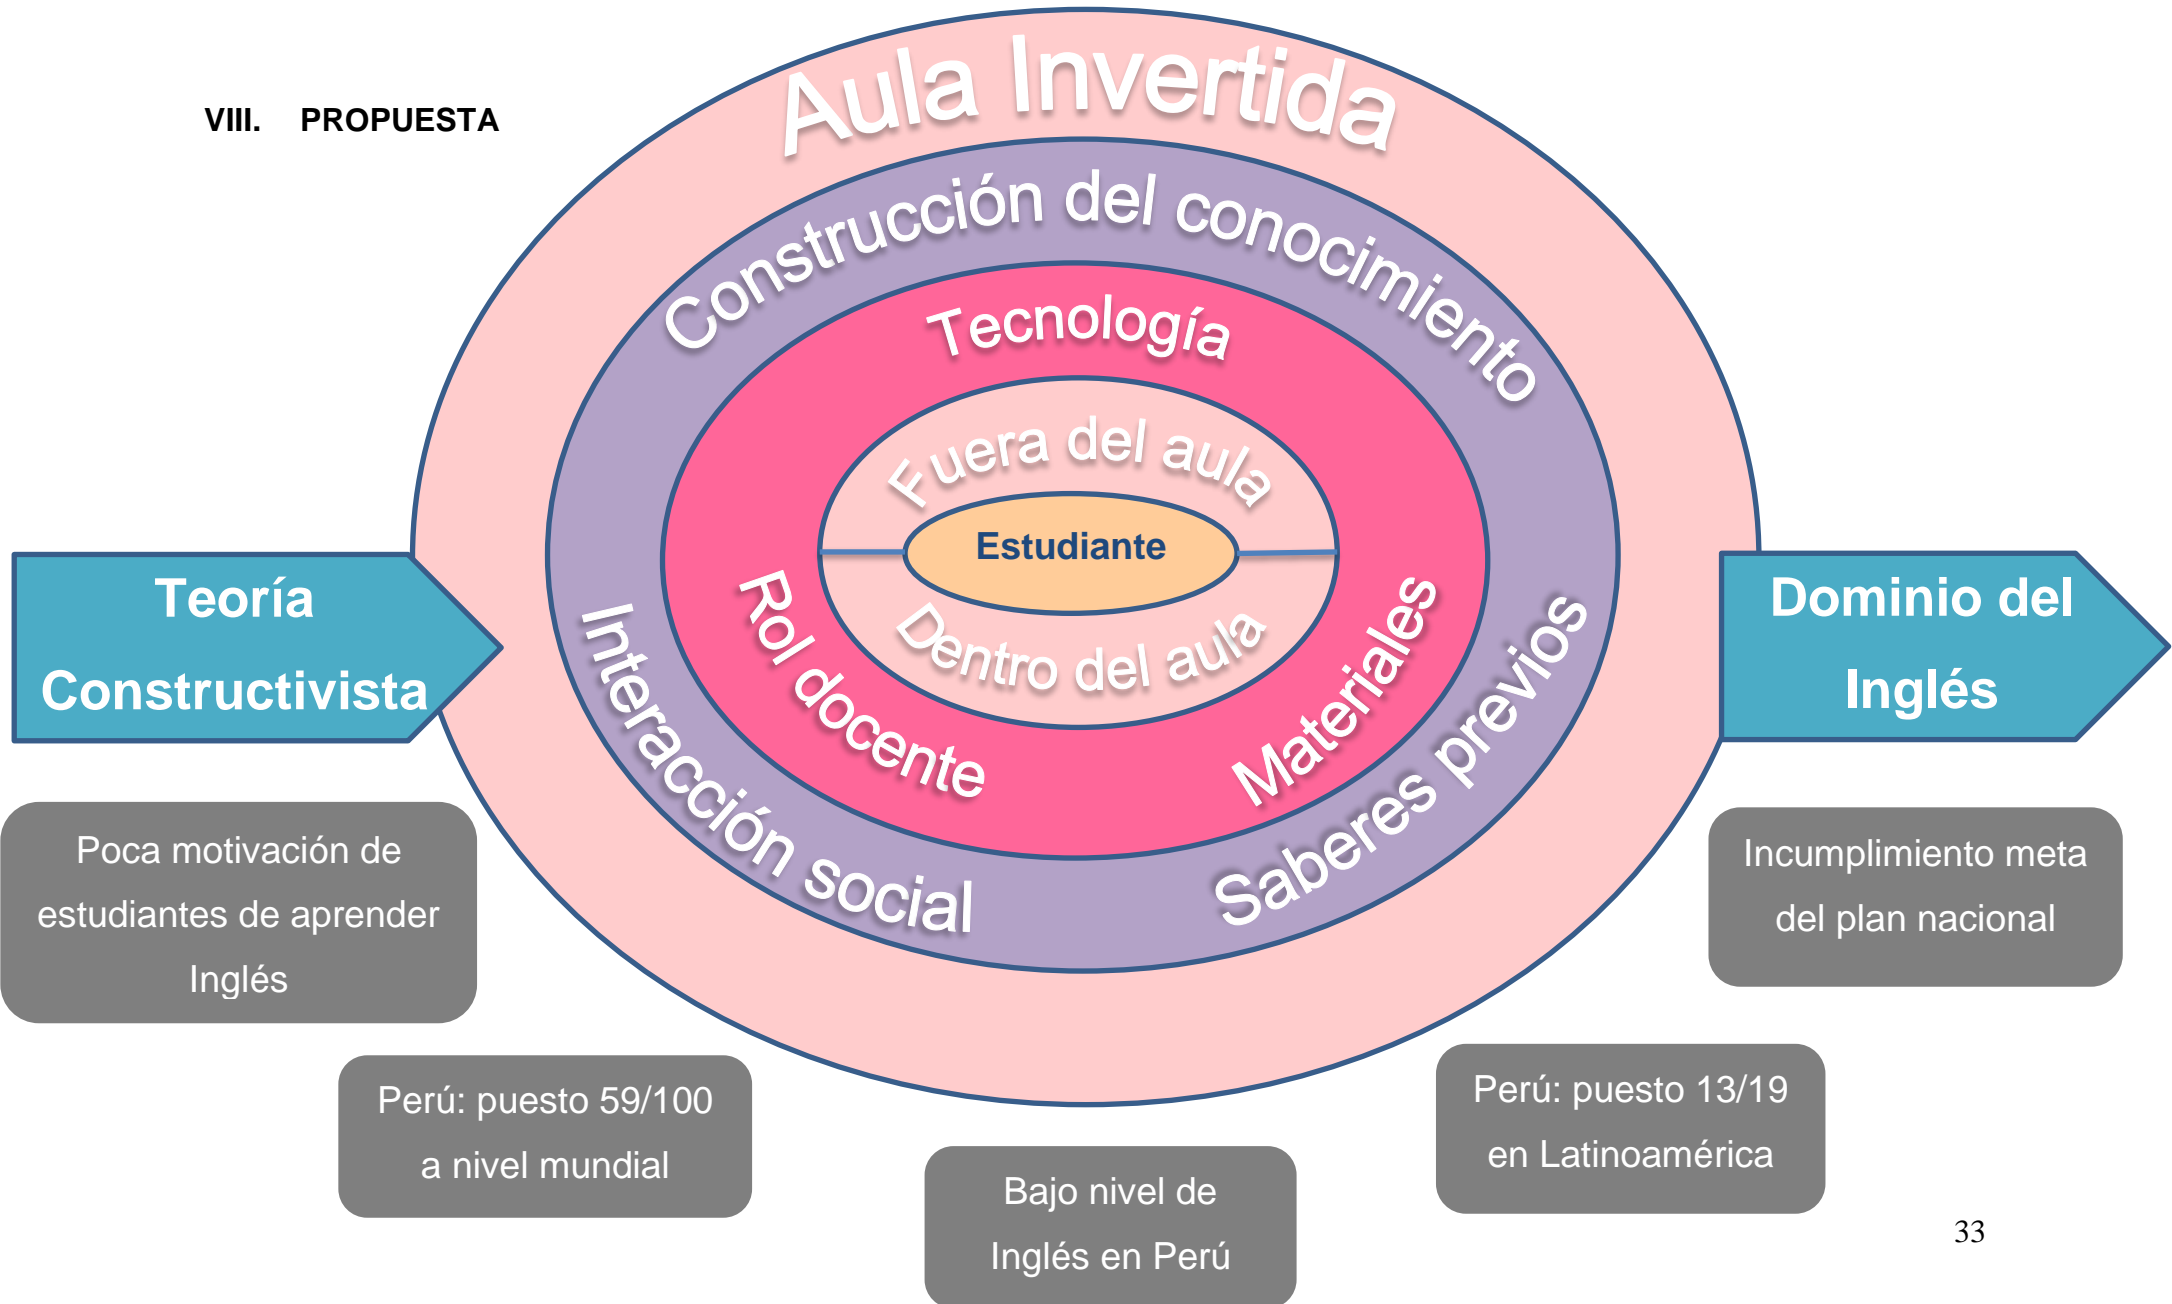 VIII. PROPUESTA
Aula Invertida
Construcción del conocimiento
Tecnología
Fuera del aula
Estudiante
Dentro del aula
Rol docente
Materiales
Interacción social
Saberes previos
Teoría
Constructivista
Dominio del
Inglés
Poca motivación de
estudiantes de aprender
Inglés
Perú: puesto 59/100
a nivel mundial
Bajo nivel de
Inglés en Perú
Perú: puesto 13/19
en Latinoamérica
Incumplimiento meta
del plan nacional
33